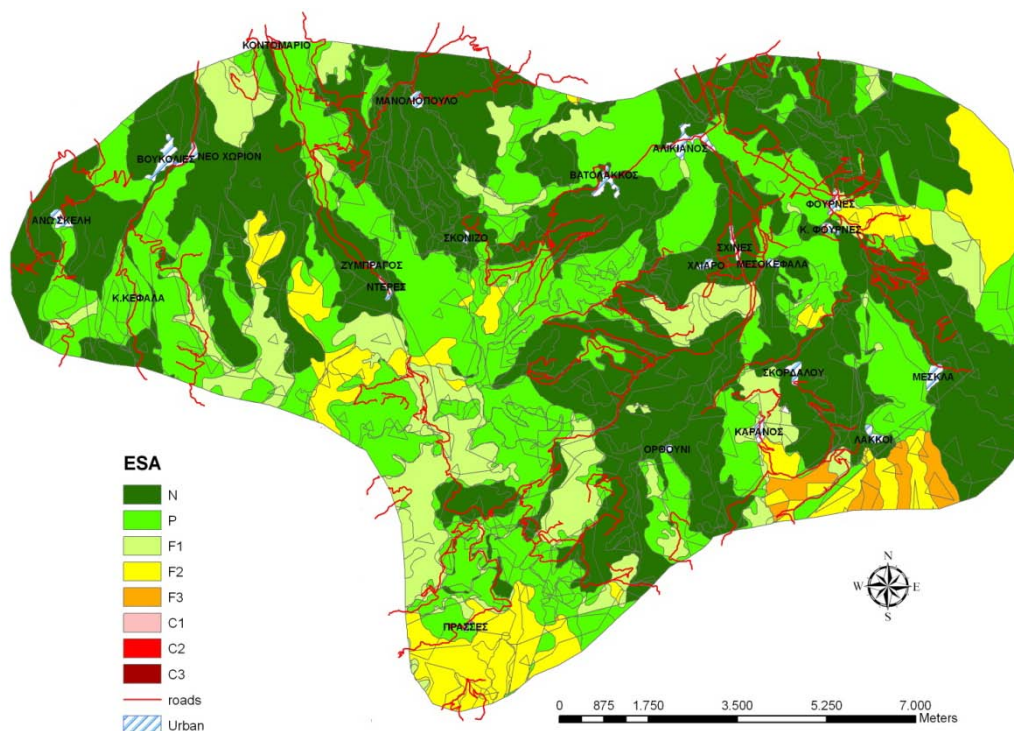 ΚΟΝΤΟΜΑΡΙΟ
ΜΑΝΟΛΙΟΠΟΥΛΟ
ΒΟΥΚΟΛΙΕΣ
ΝΕΟ ΧΩΡΙΟΝ
ΑΛΙΚΙΑΝΟΣ
ΒΑΤΟΛΑΚΚΟΣ
ΑΝΩ ΣΚΕΛΗ
ΦΟΥΡΝΕΣ
Κ. ΦΟΥΡΝΕΣ
ΣΚΟΝΙΖΟ
ΣΧΙΝΕΣ
ΖΥΜΠΡΑΓΟΣ
ΧΛΙΑΡΟ
ΜΕΣΟΚΕΦΑΛΑ
ΝΤΕΡΕΣ
Κ.ΚΕΦΑΛΑ
ΣΚΟΡΔΑΛΟΥ
ΜΕΣΚΛΑ
ΚΑΡΑΝΟΣ
ΛΑΚΚΟΙ
ΟΡΘΟΥΝΙ
ΠΡΑΣΣΕΣ
ESA
N
P
F1
F2
F3
C1
C2
C3
roads
Urban
N
W E
S
0 875 1.750 3.500 5.250 7.000
Meters